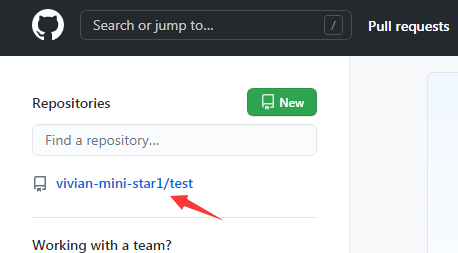 Search or jump to...
/
Pull requests
Repositories
New
Find a repository...
vivian-mini-star1/test
Working with a team?